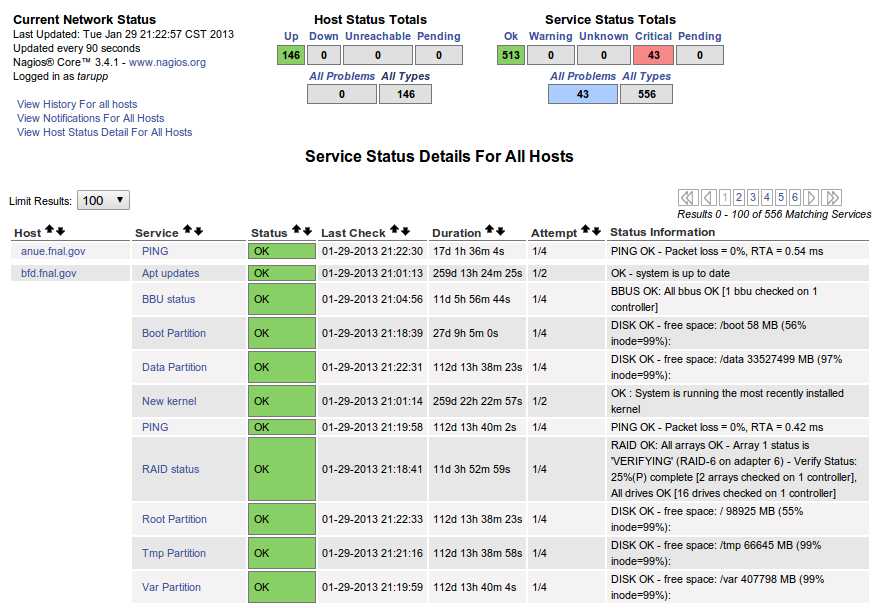 Current Network Status
Last Updated: Tue Jan 29 21:22:57 CST 2013
Updated every 90 seconds
Nagios® Core™ 3.4.1 - www.nagios.org
Logged in as tarupp
View History For all hosts
View Notifications For All Hosts
View Host Status Detail For All Hosts
Host Status Totals
Up Down Unreachable Pending
146 0 0 0
All Problems All Types
0 146
Service Status Totals
Ok Warning Unknown Critical Pending
513 0 0 43 0
All Problems All Types
43 556
Service Status Details For All Hosts
Limit Results: 100
1 2 3 4 5 6
Results 0 - 100 of 556 Matching Services
Host Service Status Last Check Duration Attempt Status Information
anue.fnal.gov PING OK 01-29-2013 21:22:30 17d 1h 36m 4s 1/4 PING OK - Packet loss = 0%, RTA = 0.54 ms
bfd.fnal.gov Apt updates OK 01-29-2013 21:01:13 259d 13h 24m 25s 1/2 OK - system is up to date
BBU status OK 01-29-2013 21:04:56 11d 5h 56m 44s 1/4 BBUS OK: All bbus OK [1 bbu checked on 1
controller]
Boot Partition OK 01-29-2013 21:18:39 27d 9h 5m 0s 1/4 DISK OK - free space: /boot 58 MB (56%
inode=99%):
Data Partition OK 01-29-2013 21:22:31 112d 13h 38m 23s 1/4 DISK OK - free space: /data 33527499 MB (97%
inode=99%):
New kernel OK 01-29-2013 21:01:14 259d 22h 22m 57s 1/2 OK : System is running the most recently installed
kernel
PING OK 01-29-2013 21:19:58 112d 13h 40m 2s 1/4 PING OK - Packet loss = 0%, RTA = 0.42 ms
RAID status OK 01-29-2013 21:18:41 11d 3h 52m 59s 1/4 RAID OK: All arrays OK - Array 1 status is
'VERIFYING' (RAID-6 on adapter 6) - Verify Status:
25%(P) complete [2 arrays checked on 1 controller],
All drives OK [16 drives checked on 1 controller]
Root Partition OK 01-29-2013 21:22:33 112d 13h 38m 23s 1/4 DISK OK - free space: / 98925 MB (55%
inode=99%):
Tmp Partition OK 01-29-2013 21:21:16 112d 13h 38m 58s 1/4 DISK OK - free space: /tmp 66645 MB (99%
inode=99%):
Var Partition OK 01-29-2013 21:19:59 112d 13h 40m 4s 1/4 DISK OK - free space: /var 407798 MB (99%
inode=99%):